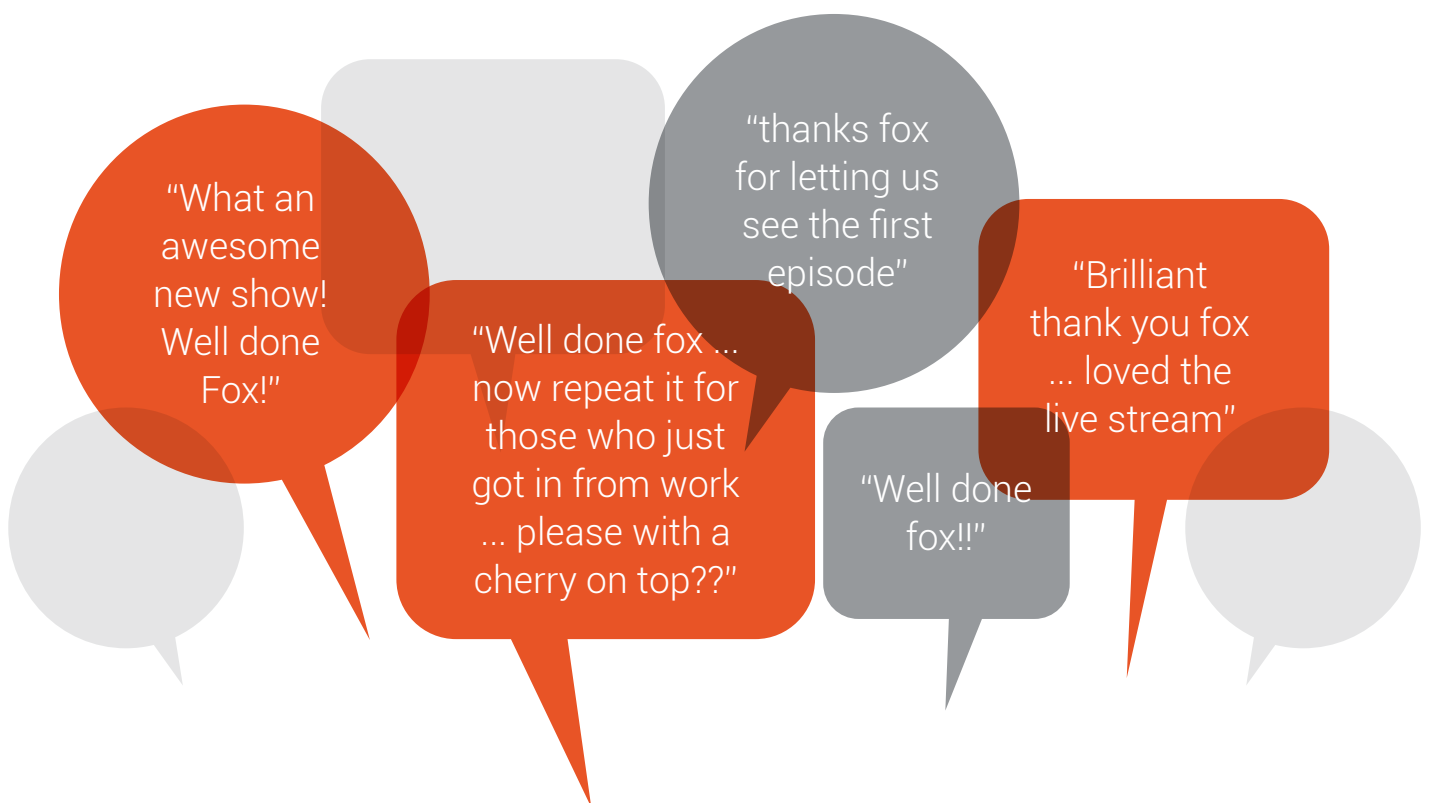 “What an
awesome
new show!
Well done
Fox!”
“Well done fox ...
now repeat it for
those who just
got in from work
... please with a
cherry on top??”
“thanks fox
for letting us
see the first
episode”
“Well done
fox!!”
“Brilliant
thank you fox
... loved the
live stream”